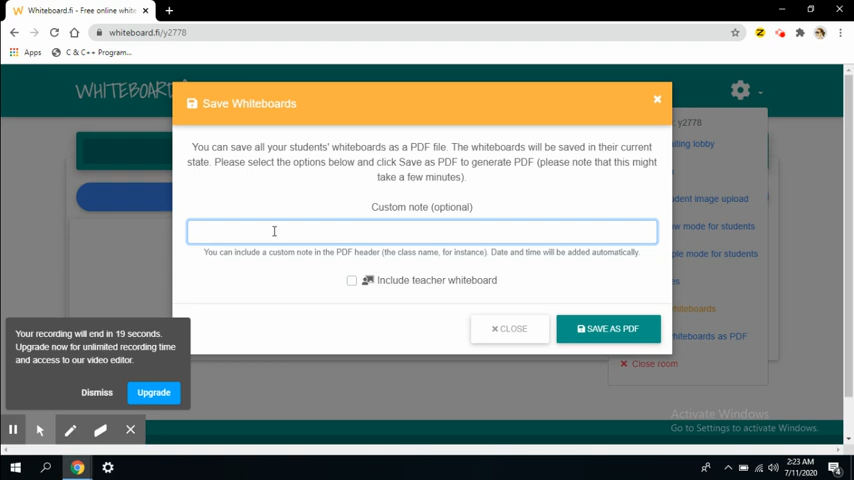 Whiteboard.fi - Free online white
whiteboard.fi/y2778
Apps
C & C++ Program...
WHITEBOARD
Save Whiteboards
: y2778
You can save all your students' whiteboards as a PDF file. The whiteboards will be saved in their current
state. Please select the options below and click Save as PDF to generate PDF (please note that this might
take a few minutes).
Custom note (optional)
You can include a custom note in the PDF header (the class name, for instance). Date and time will be added automatically.
Include teacher whiteboard
CLOSE
SAVE AS PDF
aiting lobby
dent image upload
ow mode for students
ple mode for students
es
hiteboards
hiteboards as PDF
Close room
Your recording will end in 19 seconds.
Upgrade now for unlimited recording time
and access to our video editor.
Dismiss
Upgrade
Activate Windows
Go to Settings to activate Windows.
2:23 AM
7/11/2020
4